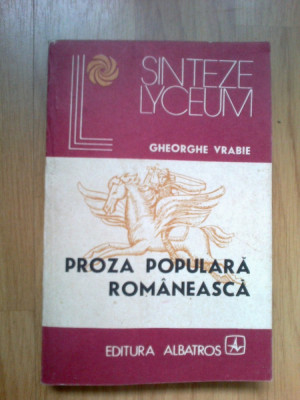 SINTEZE
LYCEUM
GHEORGHE VRABIE
PROZA POPULARĂ
ROMÂNEASCĂ
EDITURA ALBATROS